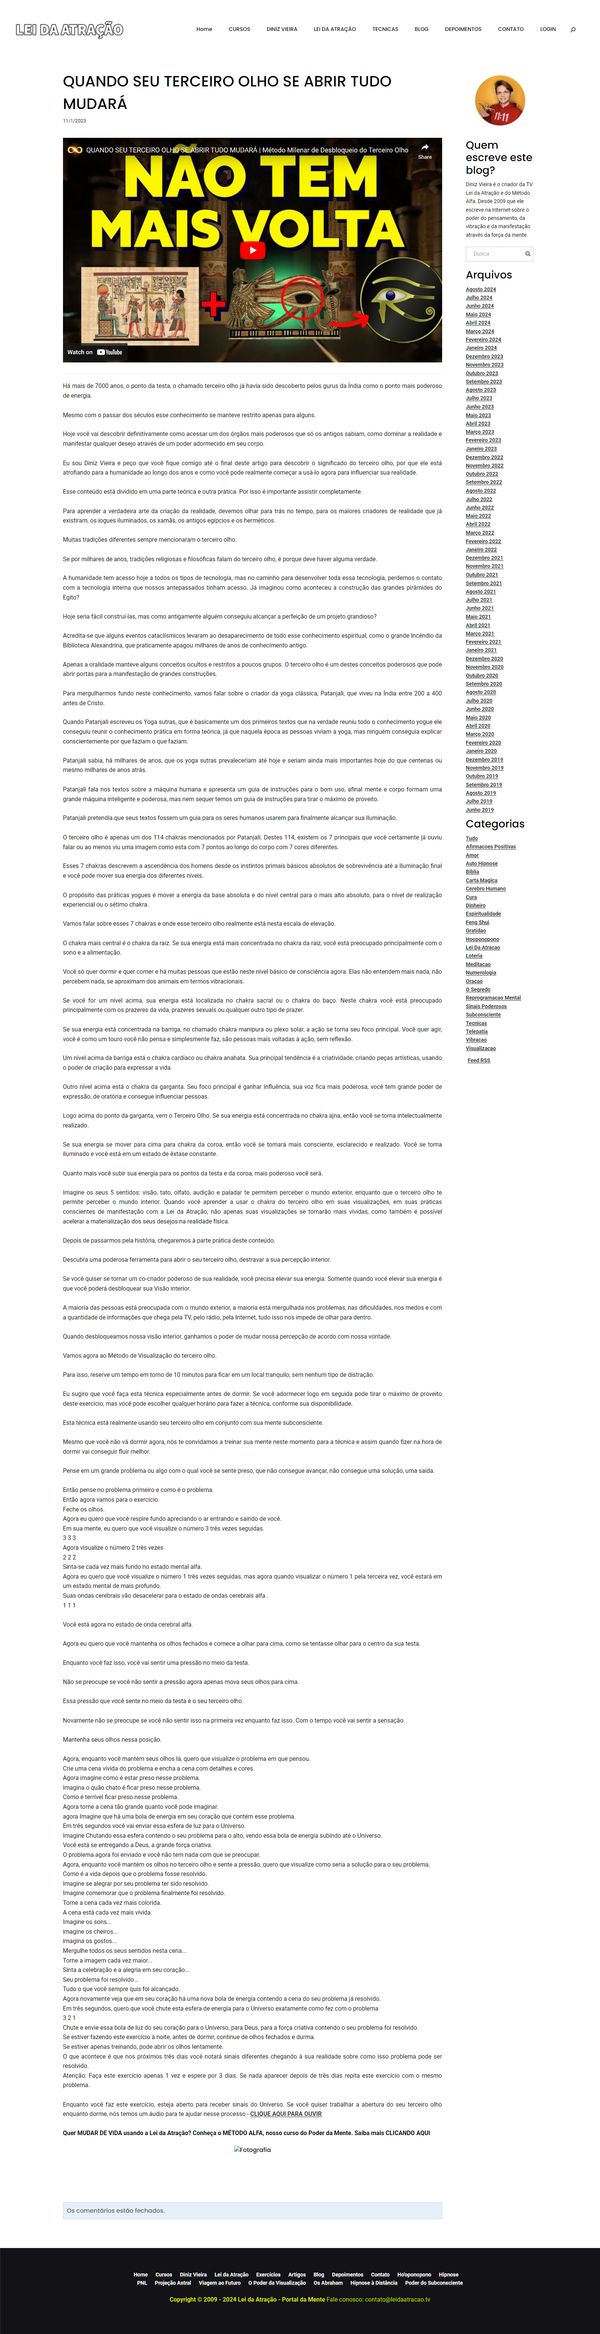 LEI DA ATRAÇÃO
Home CURSOS DINIZ VIEIRA LEI DA ATRAÇÃO TECNICAS BLOG DEPOIMENTOS CONTATO LOGIN
QUANDO SEU TERCEIRO OLHO SE ABRIR TUDO
MUDARÁ
11/1/2023
QUANDO SEU TERCEIRO OLHO SE ABRIR TUDO MUDARÁ | Método Milenar de Desbloqueio do Terceiro Olho
Share
NÃO TEM
MAIS VOLTA
Watch on YouTube
Há mais de 7000 anos, o ponto da testa, o chamado terceiro olho já havia sido descoberto pelos gurus da Índia como o ponto mais poderoso
de energia.
Mesmo com o passar dos séculos esse conhecimento se manteve restrito apenas para alguns.
Hoje você vai descobrir definitivamente como acessar um dos órgãos mais poderosos que só os antigos sabiam, como dominar a realidade e
manifestar qualquer desejo através de um poder adormecido em seu corpo.
Eu sou Diniz Vieira e peço que você fique comigo até o final deste artigo para descobrir o significado do terceiro olho, por que ele está
atrofiando para a humanidade ao longo dos anos e como você pode realmente começar a usá-lo agora para influenciar sua realidade.
Esse conteúdo está dividido em uma parte teórica e outra prática. Por isso é importante assistir completamente
Para aprender a verdadeira arte da criação da realidade, devemos olhar para trás no tempo, para os maiores criadores de realidade que já
existiram, os iogues iluminados, os xamãs, os antigos egípcios e os herméticos.
Muitas tradições diferentes sempre mencionaram o terceiro olho.
Se por milhares de anos, tradições religiosas e filosóficas falam do terceiro olho, é porque deve haver alguma verdade.
A humanidade tem acesso hoje a todos os tipos de tecnologia, mas no caminho para desenvolver toda essa tecnologia, perdemos o contato
com a tecnologia interna que nossos antepassados tinham acesso. Já imaginou como aconteceu a construção das grandes pirâmides do
Egito?
Hoje seria fácil construí-las, mas como antigamente alguém conseguiu alcançar a perfeição de um projeto grandioso?
Acredita-se que alguns eventos cataclísmicos levaram ao desaparecimento de todo esse conhecimento espiritual, como o grande Incêndio da
Biblioteca Alexandrina, que praticamente apagou milhares de anos de conhecimento antigo.
Apenas a oralidade manteve alguns conceitos ocultos e restritos a poucos grupos. O terceiro olho é um destes conceitos poderosos que pode
abrir portas para a manifestação de grandes construções.
Para mergulharmos fundo neste conhecimento, vamos falar sobre o criador da yoga clássica, Patanjali, que viveu na Índia entre 200 a 400
antes de Cristo.
Quando Patanjali escreveu os Yoga sutras, que é basicamente um dos primeiros textos que na verdade reuniu todo o conhecimento yogue ele
conseguiu reunir o conhecimento prático em forma teórica, já que naquela época as pessoas viviam a yoga, mas ninguém conseguia explicar
conscientemente por que faziam o que faziam.
Patanjali sabia, há milhares de anos, que os yoga sutras prevaleceriam até hoje e seriam ainda mais importantes hoje do que centenas ou
mesmo milhares de anos atrás.
Patanjali fala nos textos sobre a máquina humana e apresenta um guia de instruções para o bom uso, afinal mente e corpo formam uma
grande máquina inteligente e poderosa, mas nem sequer temos um guia de instruções para tirar o máximo de proveito.
Patanjali pretendia que seus textos fossem um guia para os seres humanos usarem para finalmente alcançar sua iluminação.
O terceiro olho é apenas um dos 114 chakras mencionados por Patanjali. Destes 114, existem os 7 principais que você certamente já ouviu
falar ou ao menos viu uma imagem como esta com 7 pontos ao longo do corpo com 7 cores diferentes.
Esses 7 chakras descrevem a ascendência dos homens desde os instintos primais básicos absolutos de sobrevivência até a Iluminação final
e você pode mover sua energia dos diferentes níveis.
O propósito das práticas yogues é mover a energia da base absoluta e do nível central para o mais alto absoluto, para o nível de realização
experiencial ou o sétimo chakra.
Vamos falar sobre esses 7 chakras e onde esse terceiro olho realmente está nesta escala de elevação.
O chakra mais central é o chakra da raiz. Se sua energia está mais concentrada no chakra da raiz, você está preocupado principalmente com o
sono e a alimentação.
Você só quer dormir e quer comer e há muitas pessoas que estão neste nível básico de consciência agora. Elas não entendem mais nada, não
percebem nada, se aproximam dos animais em termos vibracionais.
Se você for um nível acima, sua energia está localizada no chakra sacral ou o chakra do baço. Neste chakra você está preocupado
principalmente com os prazeres da vida, prazeres sexuais ou qualquer outro tipo de prazer.
Se sua energia está concentrada na barriga, no chamado chakra manipura ou plexo solar, a ação se torna seu foco principal. Você quer agir,
você é como um touro você não pensa e simplesmente faz, são pessoas mais voltadas à ação, sem reflexão.
Um nível acima da barriga está o chakra cardíaco ou chakra anahata. Sua principal tendência é a criatividade, criando peças artísticas, usando
o poder de criação para expressar a vida.
Outro nível acima está o chakra da garganta. Seu foco principal é ganhar influência, sua voz fica mais poderosa, você tem grande poder de
expressão, de oratória e consegue influenciar pessoas.
Logo acima do ponto da garganta, vem o Terceiro Olho. Se sua energia está concentrada no chakra ajna, então você se torna intelectualmente
realizado.
Se sua energia se mover para cima para chakra da coroa, então você se tornará mais consciente, esclarecido e realizado. Você se torna
iluminado e você está em um estado de êxtase constante.
Quanto mais você subir sua energia para os pontos da testa e da coroa, mais poderoso você será.
Imagine os seus 5 sentidos: visão, tato, olfato, audição e paladar te permitem perceber o mundo exterior, enquanto que o terceiro olho te
permite perceber o mundo interior. Quando você aprender a usar o chakra do terceiro olho em suas visualizações, em suas práticas
conscientes de manifestação com a Lei da Atração, não apenas suas visualizações se tornarão mais vívidas, como também é possível
acelerar a materialização dos seus desejos na realidade física.
Depois de passarmos pela história, chegaremos à parte prática deste conteúdo.
Descubra uma poderosa ferramenta para abrir o seu terceiro olho, destravar a sua percepção interior.
Se você quiser se tornar um co-criador poderoso de sua realidade, você precisa elevar sua energia. Somente quando você elevar sua energia é
que você poderá desbloquear sua Visão interior.
A maioria das pessoas está preocupada com o mundo exterior, a maioria está mergulhada nos problemas, nas dificuldades, nos medos e com
a quantidade de informações que chega pela TV, pelo rádio, pela Internet, tudo isso nos impede de olhar para dentro.
Quando desbloqueamos nossa visão interior, ganhamos o poder de mudar nossa percepção de acordo com nossa vontade.
Vamos agora ao Método de Visualização do terceiro olho.
Para isso, reserve um tempo em torno de 10 minutos para ficar em um local tranquilo, sem nenhum tipo de distração.
Eu sugiro que você faça esta técnica especialmente antes de dormir. Se você adormecer logo em seguida pode tirar o máximo de proveito
deste exercício, mas você pode escolher qualquer horário para fazer a técnica, conforme sua disponibilidade.
Esta técnica está realmente usando seu terceiro olho em conjunto com sua mente subconsciente.
Mesmo que você não vá dormir agora, nós te convidamos a treinar sua mente neste momento para a técnica e assim quando fizer na hora de
dormir vai conseguir fluir melhor.
Pense em um grande problema ou algo com o qual você se sente preso, que não consegue avançar, não consegue uma solução, uma saída.
Então pense no problema primeiro e como é o problema.
Então agora vamos para o exercício.
Feche os olhos.
Agora eu quero que você respire fundo apreciando o ar entrando e saindo de você.
Em sua mente, eu quero que você visualize o número 3 três vezes seguidas.
3 3 3
Agora visualize o número 2 três vezes
2 2 2
Sinta-se cada vez mais fundo no estado mental alfa.
Agora eu quero que você visualize o número 1 três vezes seguidas, mas agora quando visualizar o número 1 pela terceira vez, você estará em
um estado mental de mais profundo.
Suas ondas cerebrais vão desacelerar para o estado de ondas cerebrais alfa .
1 1 1
Você está agora no estado de onda cerebral alfa.
Agora eu quero que você mantenha os olhos fechados e comece a olhar para cima, como se tentasse olhar para o centro da sua testa.
Enquanto você faz isso, você vai sentir uma pressão no meio da testa.
Não se preocupe se você não sentir a pressão agora apenas mova seus olhos para cima.
Essa pressão que você sente no meio da testa é o seu terceiro olho.
Novamente não se preocupe se você não sentir isso na primeira vez enquanto faz isso. Com o tempo você vai sentir a sensação.
Mantenha seus olhos nessa posição.
Agora, enquanto você mantém seus olhos lá, quero que visualize o problema em que pensou.
Crie uma cena vívida do problema e encha a cena com detalhes e cores.
Agora imagine como é estar preso nesse problema.
Imagina o quão chato é ficar preso nesse problema.
Como é terrível ficar preso nesse problema.
Agora torne a cena tão grande quanto você pode imaginar.
agora Imagine que há uma bola de energia em seu coração que contém esse problema.
Em três segundos você vai enviar essa esfera de luz para o Universo.
Imagine Chutando essa esfera contendo o seu problema para o alto, vendo essa bola de energia subindo até o Universo.
Você está se entregando a Deus, a grande força criativa.
O problema agora foi enviado e você não tem nada com que se preocupar.
Agora, enquanto você mantém os olhos no terceiro olho e sente a pressão, quero que visualize como seria a solução para o seu problema.
Como é a vida depois que o problema fosse resolvido.
Imagine se alegrar por seu problema ter sido resolvido.
Imagine comemorar que o problema finalmente foi resolvido.
Torne a cena cada vez mais colorida.
A cena está cada vez mais vívida.
Imagine os sons...
imagine os cheiros...
imagina os gostos...
Mergulhe todos os seus sentidos nesta cena...
Torne a imagem cada vez maior...
Sinta a celebração e a alegria em seu coração...
Seu problema foi resolvido...
Tudo o que você sempre quis foi alcançado.
Agora novamente veja que em seu coração há uma nova bola de energia contendo a cena do seu problema já resolvido.
Em três segundos, quero que você chute esta esfera de energia para o Universo exatamente como fez com o problema
3 2 1
Chute e envie essa bola de luz do seu coração para o Universo, para Deus, para a força criativa contendo o seu problema foi resolvido.
Se estiver fazendo este exercício à noite, antes de dormir, continue de olhos fechados e durma.
Se estiver apenas treinando, pode abrir os olhos lentamente.
O que acontece é que nos próximos três dias você notará sinais diferentes chegando à sua realidade sobre como isso problema pode ser
resolvido.
Atenção: Faça este exercício apenas 1 vez e espere por 3 dias. Se nada aparecer depois de três dias repita este exercício com o mesmo
problema.
Enquanto você faz este exercício, esteja aberto para receber sinais do Universo. Se você quiser trabalhar a abertura do seu terceiro olho
enquanto dorme, nós temos um áudio para te ajudar nesse processo - CLIQUE AQUI PARA OUVIR
Quer MUDAR DE VIDA usando a Lei da Atração? Conheça o MÉTODO ALFA, nosso curso do Poder da Mente. Saiba mais CLICANDO AQUI
Fotografia
Os comentários estão fechados.
11:11
Quem
escreve este
blog?
Diniz Vieira é o criador da TV
Lei da Atração e do Método
Alfa. Desde 2009 que ele
escreve na Internet sobre o
poder do pensamento, da
vibração e da manifestação
através da força da mente.
Busca
Arquivos
Agosto 2024
Julho 2024
Junho 2024
Maio 2024
Abril 2024
Março 2024
Fevereiro 2024
Janeiro 2024
Dezembro 2023
Novembro 2023
Outubro 2023
Setembro 2023
Agosto 2023
Julho 2023
Junho 2023
Maio 2023
Abril 2023
Março 2023
Fevereiro 2023
Janeiro 2023
Dezembro 2022
Novembro 2022
Outubro 2022
Setembro 2022
Agosto 2022
Julho 2022
Junho 2022
Maio 2022
Abril 2022
Março 2022
Fevereiro 2022
Janeiro 2022
Dezembro 2021
Novembro 2021
Outubro 2021
Setembro 2021
Agosto 2021
Julho 2021
Junho 2021
Maio 2021
Abril 2021
Março 2021
Fevereiro 2021
Janeiro 2021
Dezembro 2020
Novembro 2020
Outubro 2020
Setembro 2020
Agosto 2020
Julho 2020
Junho 2020
Maio 2020
Abril 2020
Março 2020
Fevereiro 2020
Janeiro 2020
Dezembro 2019
Novembro 2019
Outubro 2019
Setembro 2019
Agosto 2019
Julho 2019
Junho 2019
Categorias
Tudo
Afirmacoes Positivas
Amor
Auto Hipnose
Biblia
Carta Magica
Cerebro Humano
Cura
Dinheiro
Espiritualidade
Feng Shui
Gratidao
Hooponopono
Lei Da Atracao
Loteria
Meditacao
Numerologia
Oracao
O Segredo
Reprogramacao Mental
Sinais Poderosos
Subconsciente
Tecnicas
Telepatia
Vibracao
Visualizacao
Feed RSS
Home Cursos Diniz Vieira Lei da Atração Exercícios Artigos Blog Depoimentos Contato Ho'oponopono Hipnose
PNL Projeção Astral Viagem ao Futuro O Poder da Visualização Os Abraham Hipnose à Distância Poder do Subconsciente
Copyright © 2009 - 2024 Lei da Atração - Portal da Mente Fale conosco: contato@leidaatracao.tv